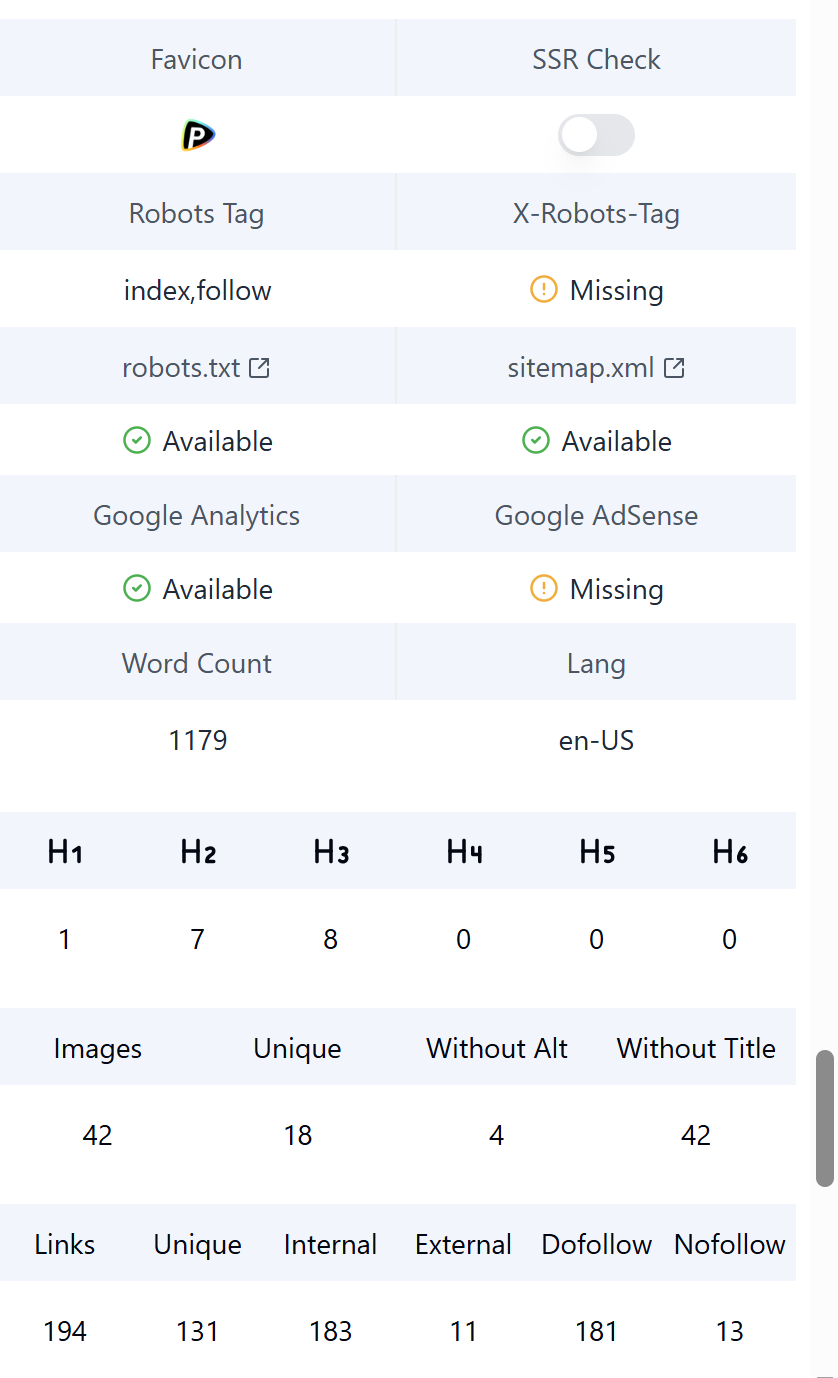 Favicon SSR Check
P
Robots Tag X-Robots-Tag
index,follow Missing
robots.txt sitemap.xml
Available Available
Google Analytics Google AdSense
Available Missing
Word Count Lang
1179 en-US
H1 H2 H3 H4 H5 H6
1 7 8 0 0 0
Images Unique Without Alt Without Title
42 18 4 42
Links Unique Internal External Dofollow Nofollow
194 131 183 11 181 13